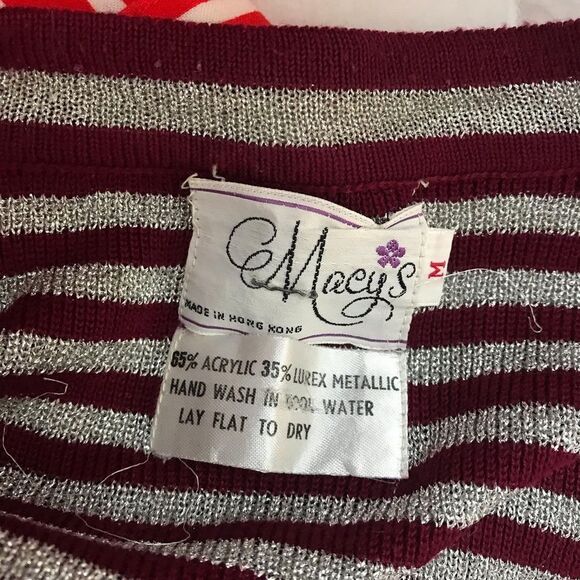 Macy's
M
MADE IN HONG KONG
65% ACRYLIC 35% LUREX METALLIC
HAND WASH IN COOL WATER
LAY FLAT TO DRY